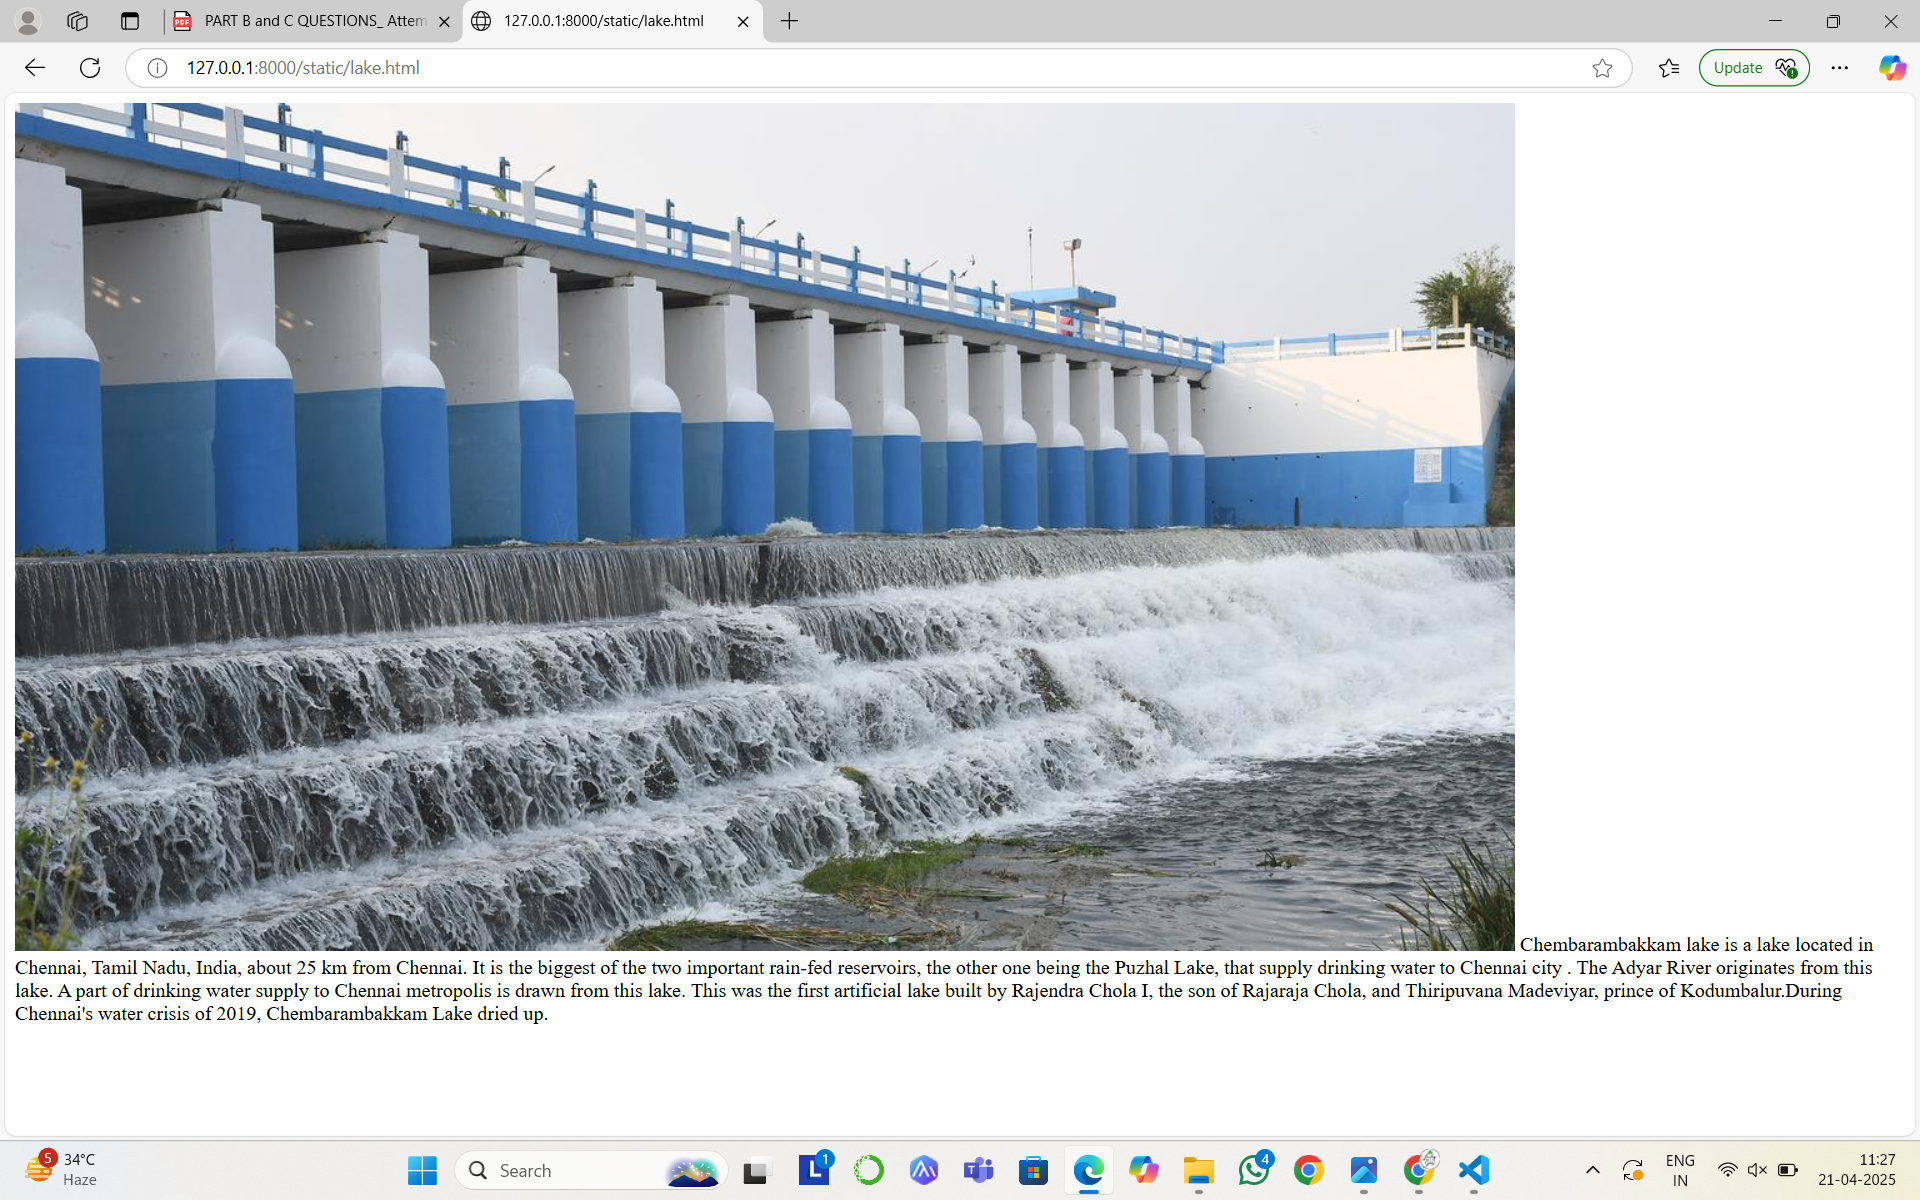 PART B and C QUESTIONS_ Attem
127.0.0.1:8000/static/lake.html
127.0.0.1:8000/static/lake.html
Update
Chembarambakkam lake is a lake located in
Chennai, Tamil Nadu, India, about 25 km from Chennai. It is the biggest of the two important rain-fed reservoirs, the other one being the Puzhal Lake, that supply drinking water to Chennai city . The Adyar River originates from this
lake. A part of drinking water supply to Chennai metropolis is drawn from this lake. This was the first artificial lake built by Rajendra Chola I, the son of Rajaraja Chola, and Thiripuvana Madeviyar, prince of Kodumbalur.During
Chennai's water crisis of 2019, Chembarambakkam Lake dried up.
5
34°C
Haze
Search
L
1
4
ENG
IN
11:27
21-04-2025